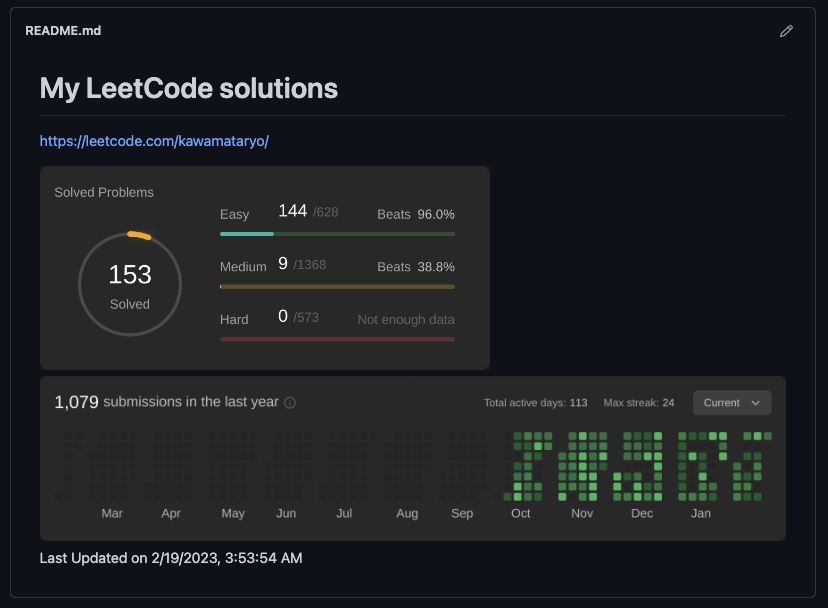 README.md
My LeetCode solutions
https://leetcode.com/kawamataryo/
Solved Problems
153
Solved
Easy 144 /628 Beats 96.0%
Medium 9 /1368 Beats 38.8%
Hard 0 /573 Not enough data
1,079 submissions in the last year Total active days: 113 Max streak: 24 Current
Mar Apr May Jun Jul Aug Sep Oct Nov Dec Jan
Last Updated on 2/19/2023, 3:53:54 AM